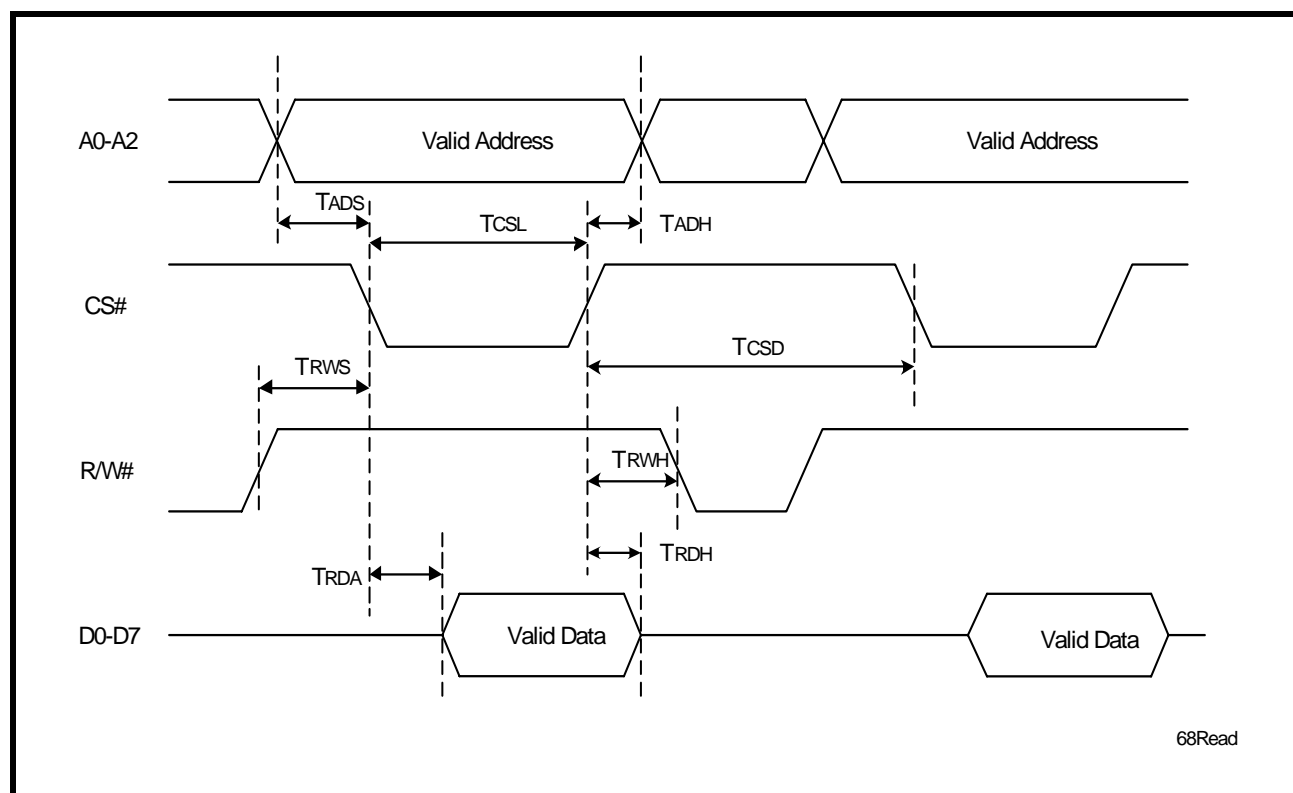 A0-A2
Valid Address
Valid Address
TADS
TCSL
TADH
CS#
TCSD
TRWS
R/W#
TRWH
TRDH
TRDA
D0-D7
Valid Data
Valid Data
68Read